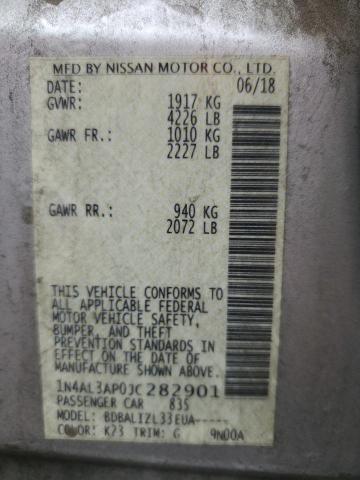 MFD BY NISSAN MOTOR CO., LTD.
DATE: 06/18
GVWR: 1917 KG
4226 LB
GAWR FR.: 1010 KG
2227 LB
GAWR RR.: 940 KG
2072 LB
THIS VEHICLE CONFORMS TO
ALL APPLICABLE FEDERAL
MOTOR VEHICLE SAFETY,
BUMPER, AND THEFT
PREVENTION STANDARDS
IN EFFECT ON THE DATE OF
MANUFACTURE SHOWN ABOVE.
1N4AL3AP0JC282901
PASSENGER CAR 835
MODEL: BDBALIZL33EUA-----
COLOR: K23 TRIM: G 9N00A